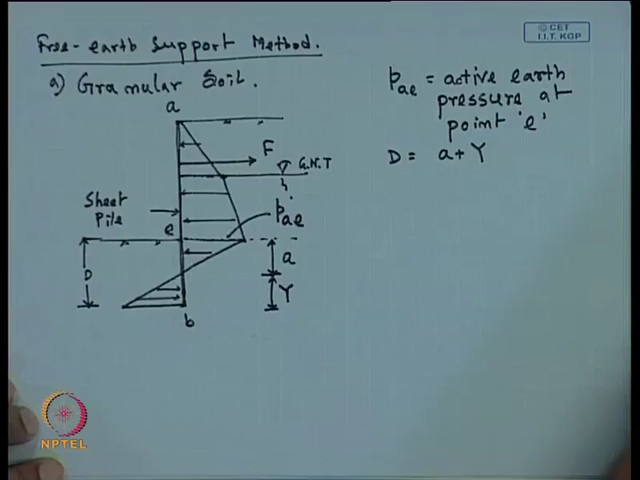 Free-earth Support Method.
a) Granular Soil.
a
F
G.W.T
h
Sheet
Pile
e
pae
D
a
Y
b
pae = active earth
pressure at
point 'e'
D = a + Y
© CET
I.I.T. KGP
NPTEL